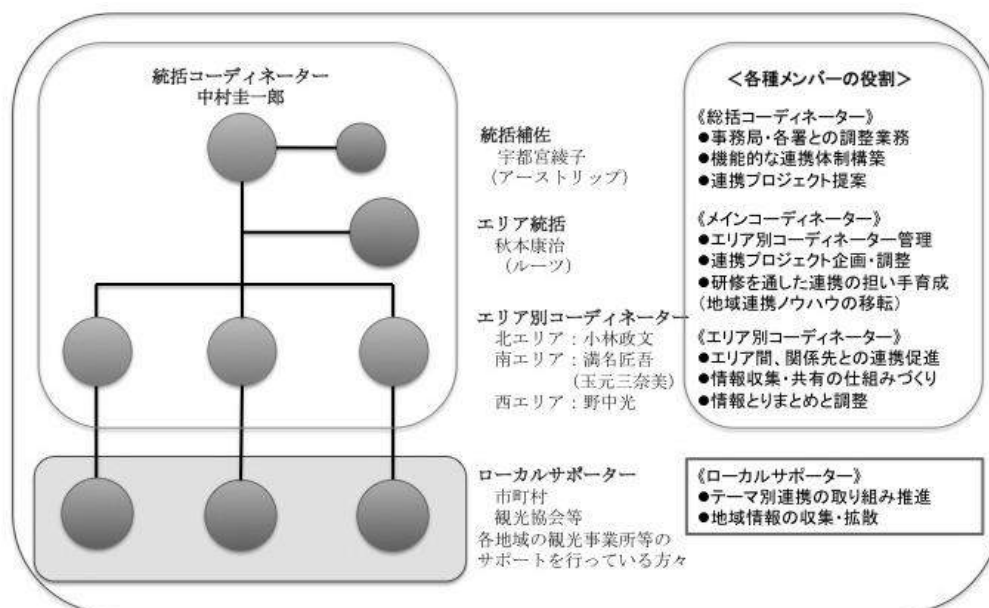 統括コーディネーター
中村圭一郎
統括補佐
宇都宮綾子
（アーストリップ）
エリア統括
秋本康治
（ルーツ）
エリア別コーディネーター
北エリア：小林政文
南エリア：満名匠吾
（玉元三奈美）
西エリア：野中光
ローカルサポーター
市町村
観光協会等
各地域の観光事業所等の
サポートを行っている方々
＜各種メンバーの役割＞
《総括コーディネーター》
●事務局・各署との調整業務
●機能的な連携体制構築
●連携プロジェクト提案
《メインコーディネーター》
●エリア別コーディネーター管理
●連携プロジェクト企画・調整
●研修を通した連携の担い手育成
（地域連携ノウハウの移転）
《エリア別コーディネーター》
●エリア間、関係先との連携促進
●情報収集・共有の仕組みづくり
●情報とりまとめと調整
《ローカルサポーター》
●テーマ別連携の取り組み推進
●地域情報の収集・拡散